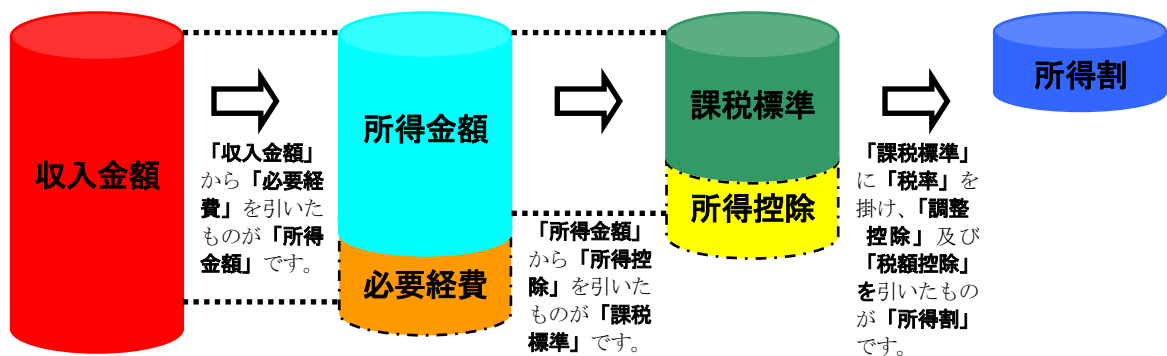 収入金額
「収入金額」
から「必要経
費」を引いた
ものが「所得
金額」です。
所得金額
必要経費
「所得金額」
から「所得控
除」を引いた
ものが「課税
標準」です。
課税標準
所得控除
「課税標準」
に「税率」を
掛け、「調整
控除」及び
「税額控除」
を引いたもの
が「所得割」
です。
所得割